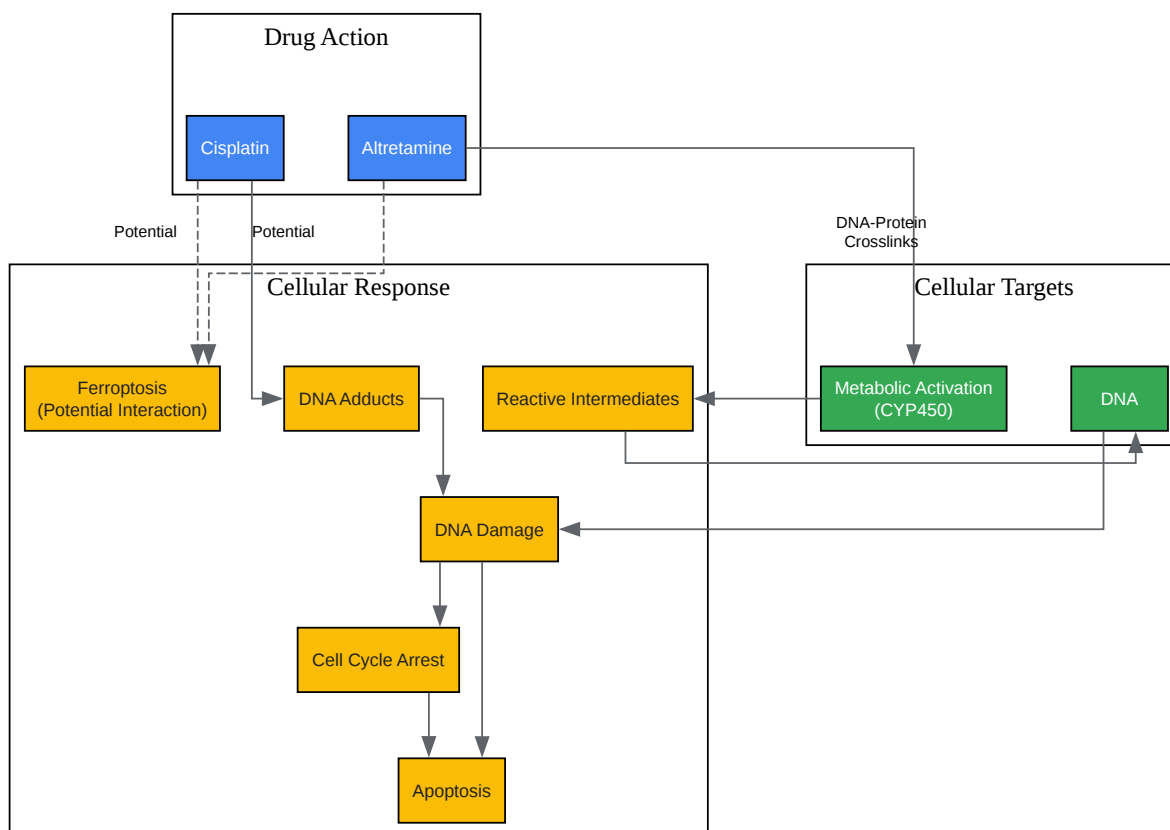 Drug Action
Cisplatin
Altretamine
Potential
Potential
DNA-Protein
Crosslinks
Cellular Response
Cellular Targets
Ferroptosis
(Potential Interaction)
DNA Adducts
Reactive Intermediates
Metabolic Activation
(CYP450)
DNA
DNA Damage
Cell Cycle Arrest
Apoptosis